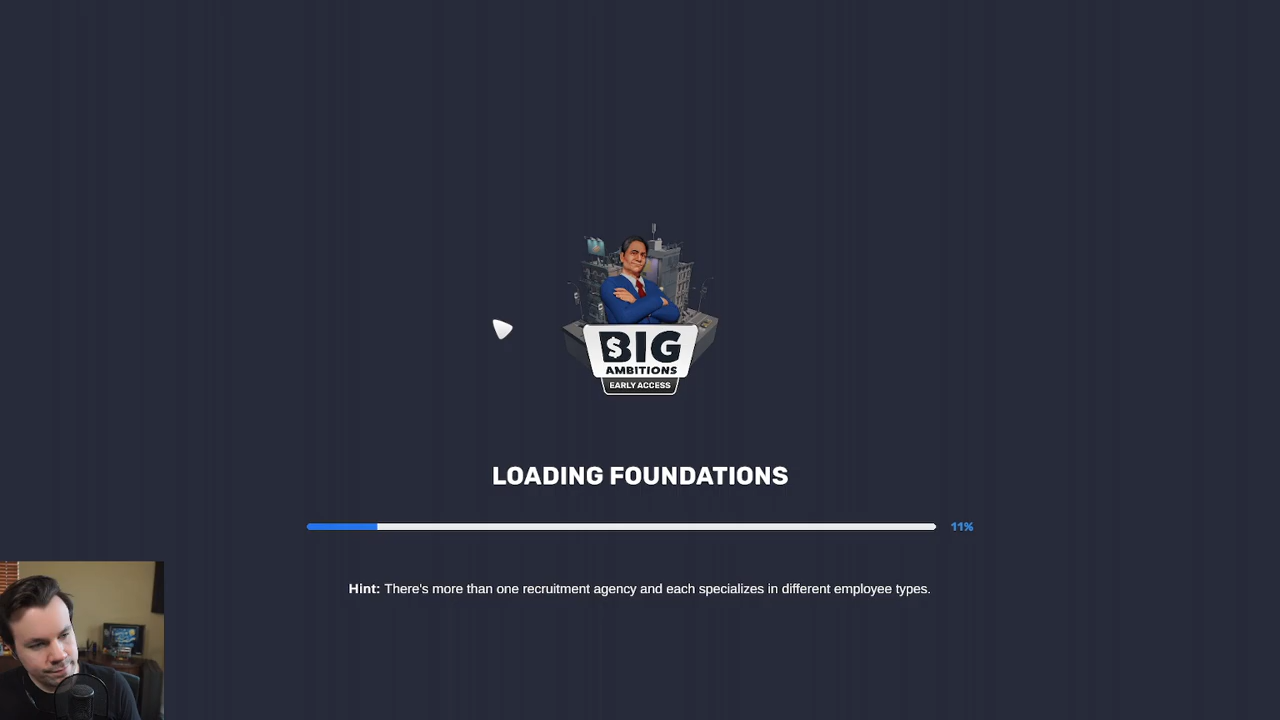 $BIG
AMBITIONS
EARLY ACCESS
LOADING FOUNDATIONS
11%
Hint: There's more than one recruitment agency and each specializes in different employee types.